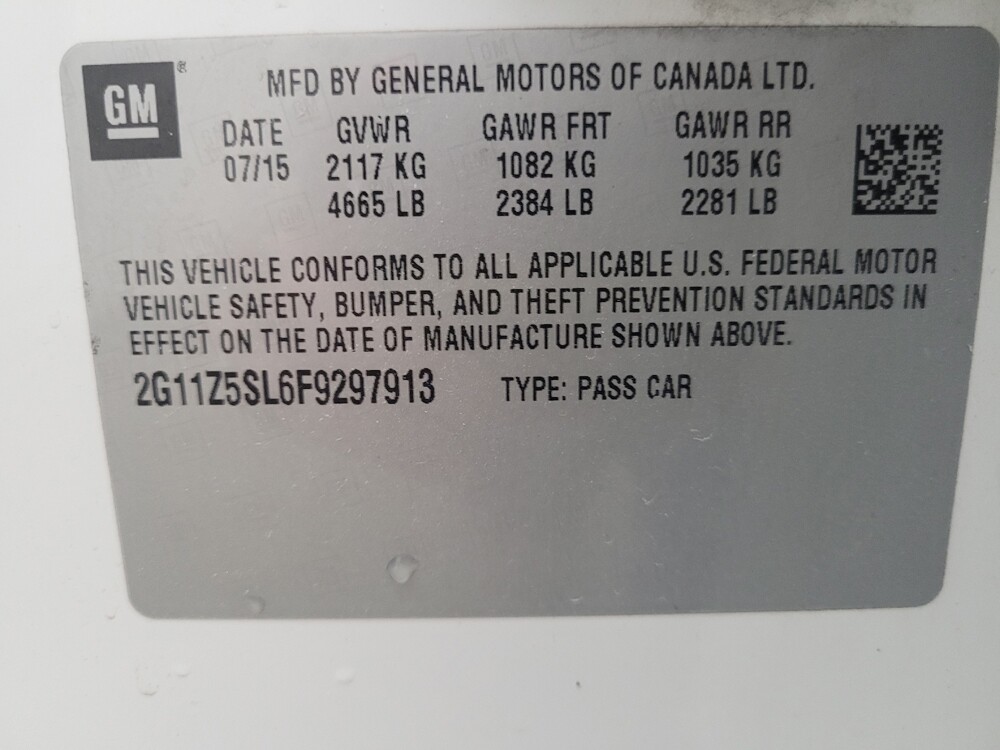 GM®
MFD BY GENERAL MOTORS OF CANADA LTD.
DATE GVWR GAWR FRT GAWR RR
07/15 2117 KG 1082 KG 1035 KG
4665 LB 2384 LB 2281 LB
THIS VEHICLE CONFORMS TO ALL APPLICABLE U.S. FEDERAL MOTOR
VEHICLE SAFETY, BUMPER, AND THEFT PREVENTION STANDARDS IN
EFFECT ON THE DATE OF MANUFACTURE SHOWN ABOVE.
2G11Z5SL6F9297913 TYPE: PASS CAR